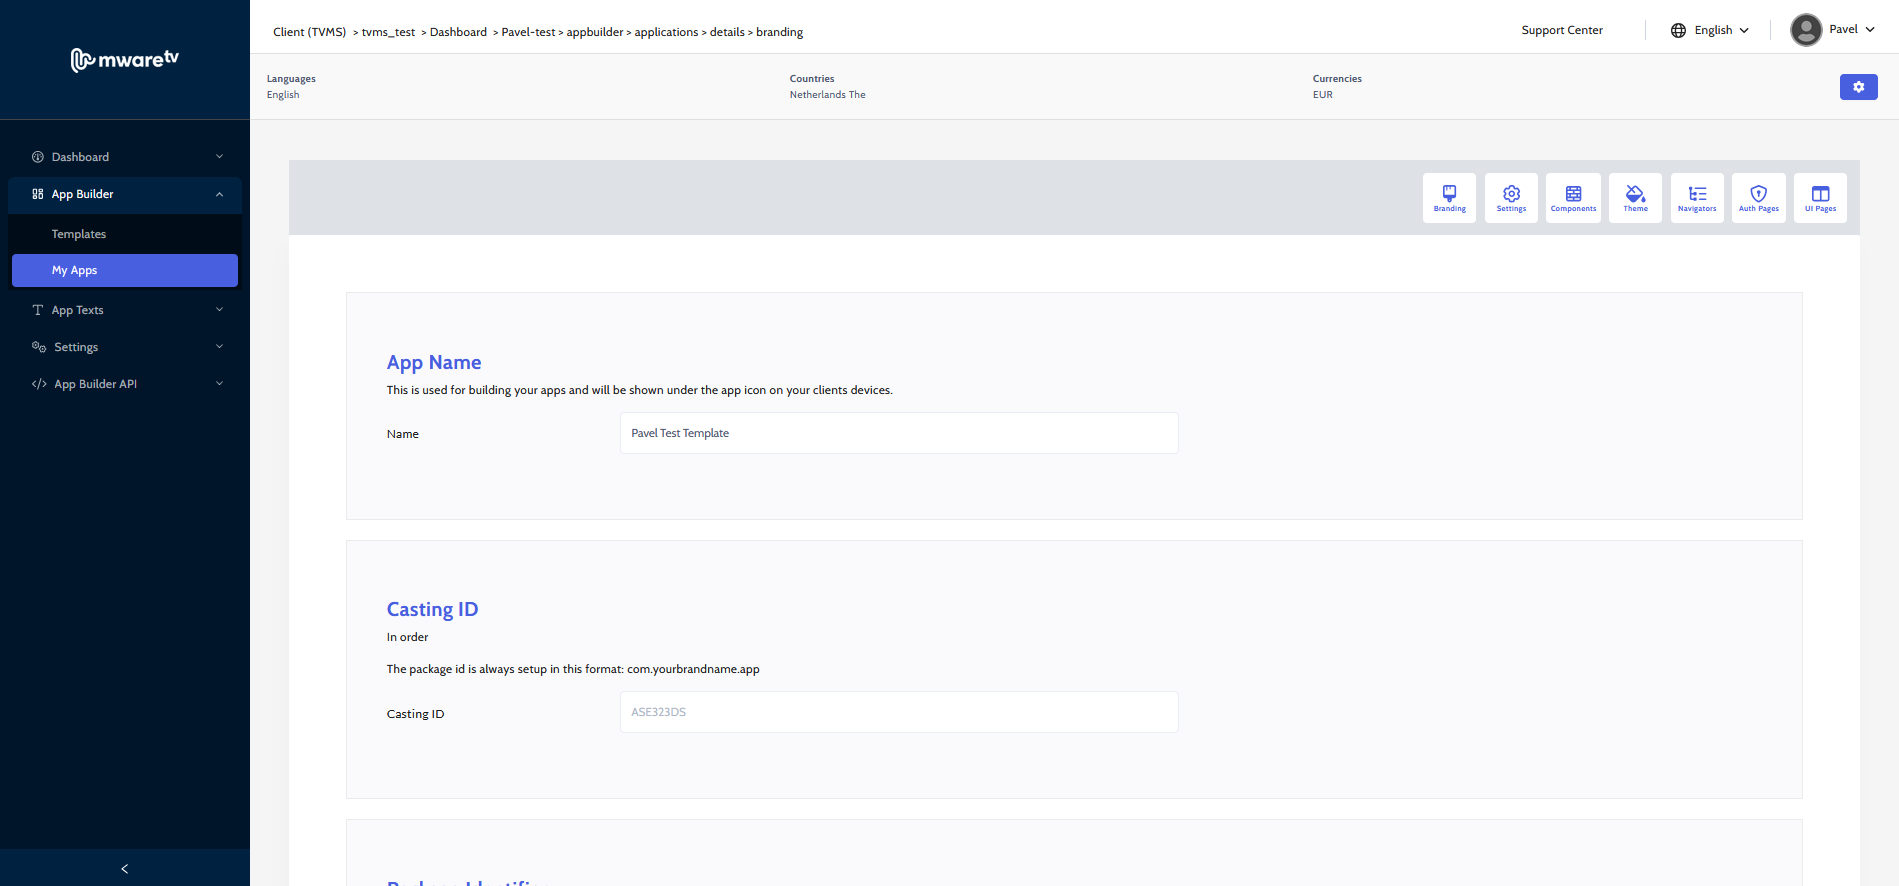 mwaretv
Client (TVMS) > tvms_test > Dashboard > Pavel-test > appbuilder > applications > details > branding
Support Center
English
Pavel
Languages
English
Countries
Netherlands The
Currencies
EUR
Dashboard
App Builder
Templates
My Apps
App Texts
Settings
App Builder API
Branding
Settings
Components
Theme
Navigators
Auth Pages
UI Pages
App Name
This is used for building your apps and will be shown under the app icon on your clients devices.
Name
Pavel Test Template
Casting ID
In order
The package id is always setup in this format: com.yourbrandname.app
Casting ID
ASE323DS